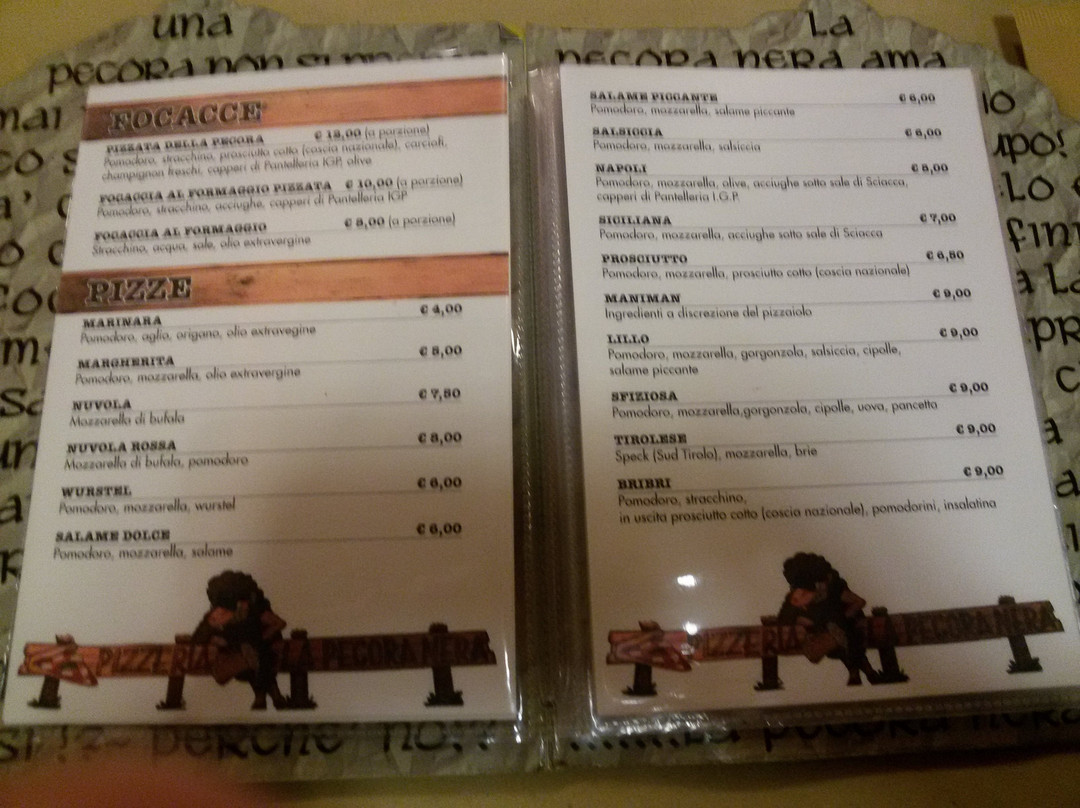 una
pecora non si
mai
La
pecora nera ama
FOCACCE
PIZZATA DELLA PECORA € 12,00 (a porzione)
Pomodoro, stracchino, prosciutto cotto (coscia nazionale), carciofi,
champignon freschi, capperi di Pantelleria IGP, olive
FOCACCIA AL FORMAGGIO PIZZATA € 10,00 (a porzione)
Pomodoro, stracchino, acciughe, capperi di Pantelleria IGP
FOCACCIA AL FORMAGGIO € 8,00 (a porzione)
Stracchino, acqua, sale, olio extravergine
PIZZE
MARINARA € 4,00
Pomodoro, aglio, origano, olio extravegine
MARGHERITA € 5,00
Pomodoro, mozzarella, olio extravergine
NUVOLA € 7,50
Mozzarella di bufala
NUVOLA ROSSA € 8,00
Mozzarella di bufala, pomodoro
WURSTEL € 6,00
Pomodoro, mozzarella, wurstel
SALAME DOLCE € 6,00
Pomodoro, mozzarella, salame
PIZZERIA LA PECORA NERA
SALAME PICCANTE € 6,00
Pomodoro, mozzarella, salame piccante
SALSICCIA € 6,00
Pomodoro, mozzarella, salsiccia
NAPOLI
Pomodoro, mozzarella, olive, acciughe sotto sale di Sciacca,
capperi di Pantelleria I.G.P.
SICILIANA € 7,00
Pomodoro, mozzarella, acciughe sotto sale di Sciacca
PROSCIUTTO € 6,50
Pomodoro, mozzarella, prosciutto cotto (coscia nazionale)
MANIMAN € 9,00
Ingredienti a discrezione del pizzaiolo
LILLO € 9,00
Pomodoro, mozzarella, gorgonzola, salsiccia, cipolle,
salame piccante
SFIZIOSA € 9,00
Pomodoro, mozzarella,gorgonzola, cipolle, uova, pancetta
TIROLESE € 9,00
Speck (Sud Tirolo), mozzarella, brie
BRIBRI € 9,00
Pomodoro, stracchino,
in uscita prosciutto cotto (coscia nazionale), pomodorini, insalatina
PIZZERIA LA PECORA NERA
perche' no??
La pecora nera